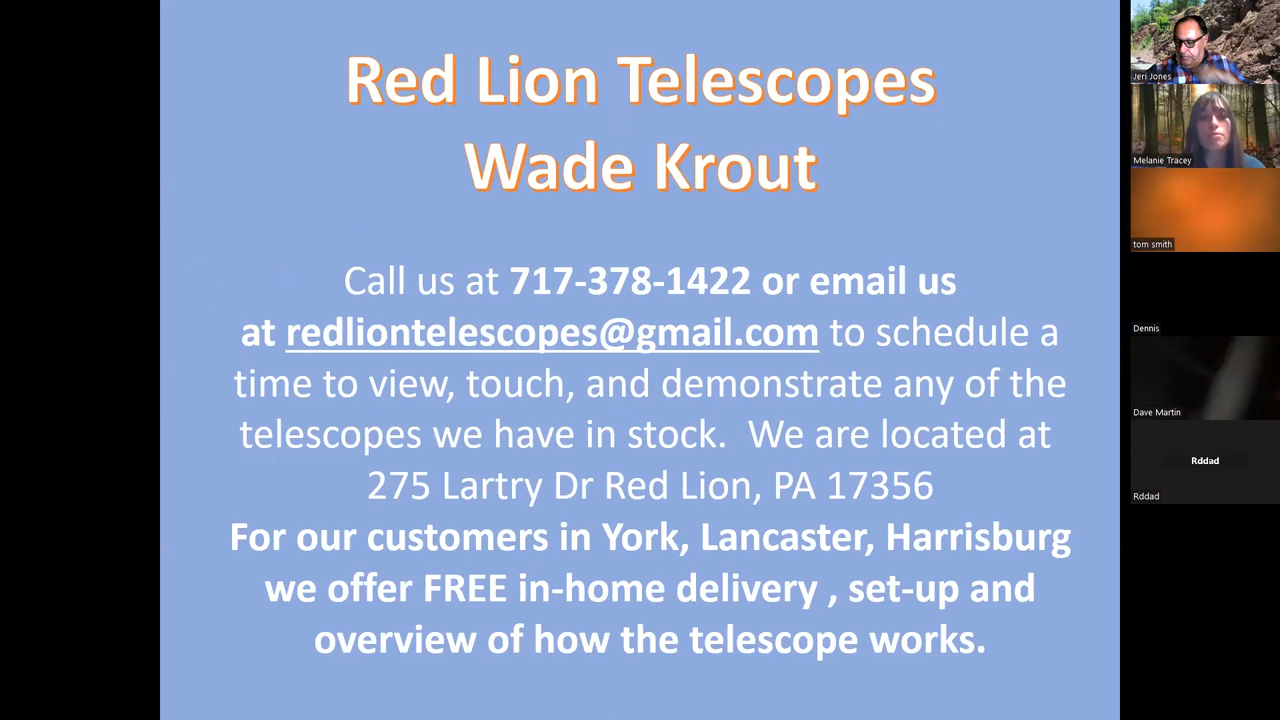 Red Lion Telescopes
Wade Krout
Call us at 717-378-1422 or email us
at redliontelescopes@gmail.com to schedule a
time to view, touch, and demonstrate any of the
telescopes we have in stock.  We are located at
275 Lartry Dr Red Lion, PA 17356
For our customers in York, Lancaster, Harrisburg
we offer FREE in-home delivery , set-up and
overview of how the telescope works.
Jeri Jones
Melanie Tracey
tom smith
Dennis
Dave Martin
Rddad
Rddad